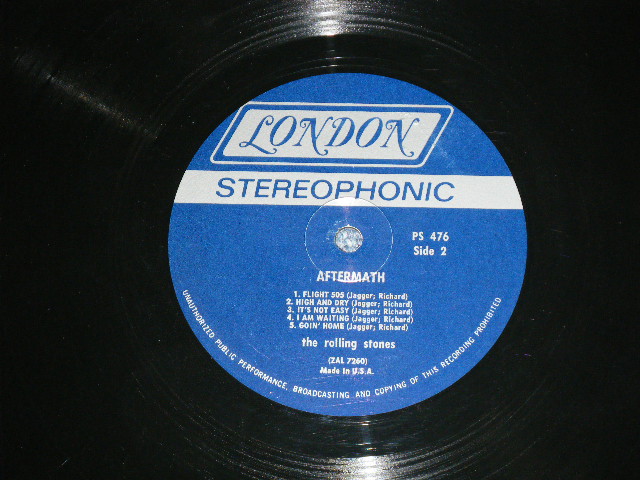 LONDON
STEREOPHONIC
PS 476
Side 2
AFTERMATH
1. FLIGHT 505 (Jagger; Richard)
2. HIGH AND DRY (Jagger; Richard)
3. IT'S NOT EASY (Jagger; Richard)
4. I AM WAITING (Jagger; Richard)
5. GOIN' HOME (Jagger; Richard)
the rolling stones
(ZAL 7260)
Made in U.S.A.
UNAUTHORIZED PUBLIC PERFORMANCE, BROADCASTING AND COPYING OF THIS RECORDING PROHIBITED